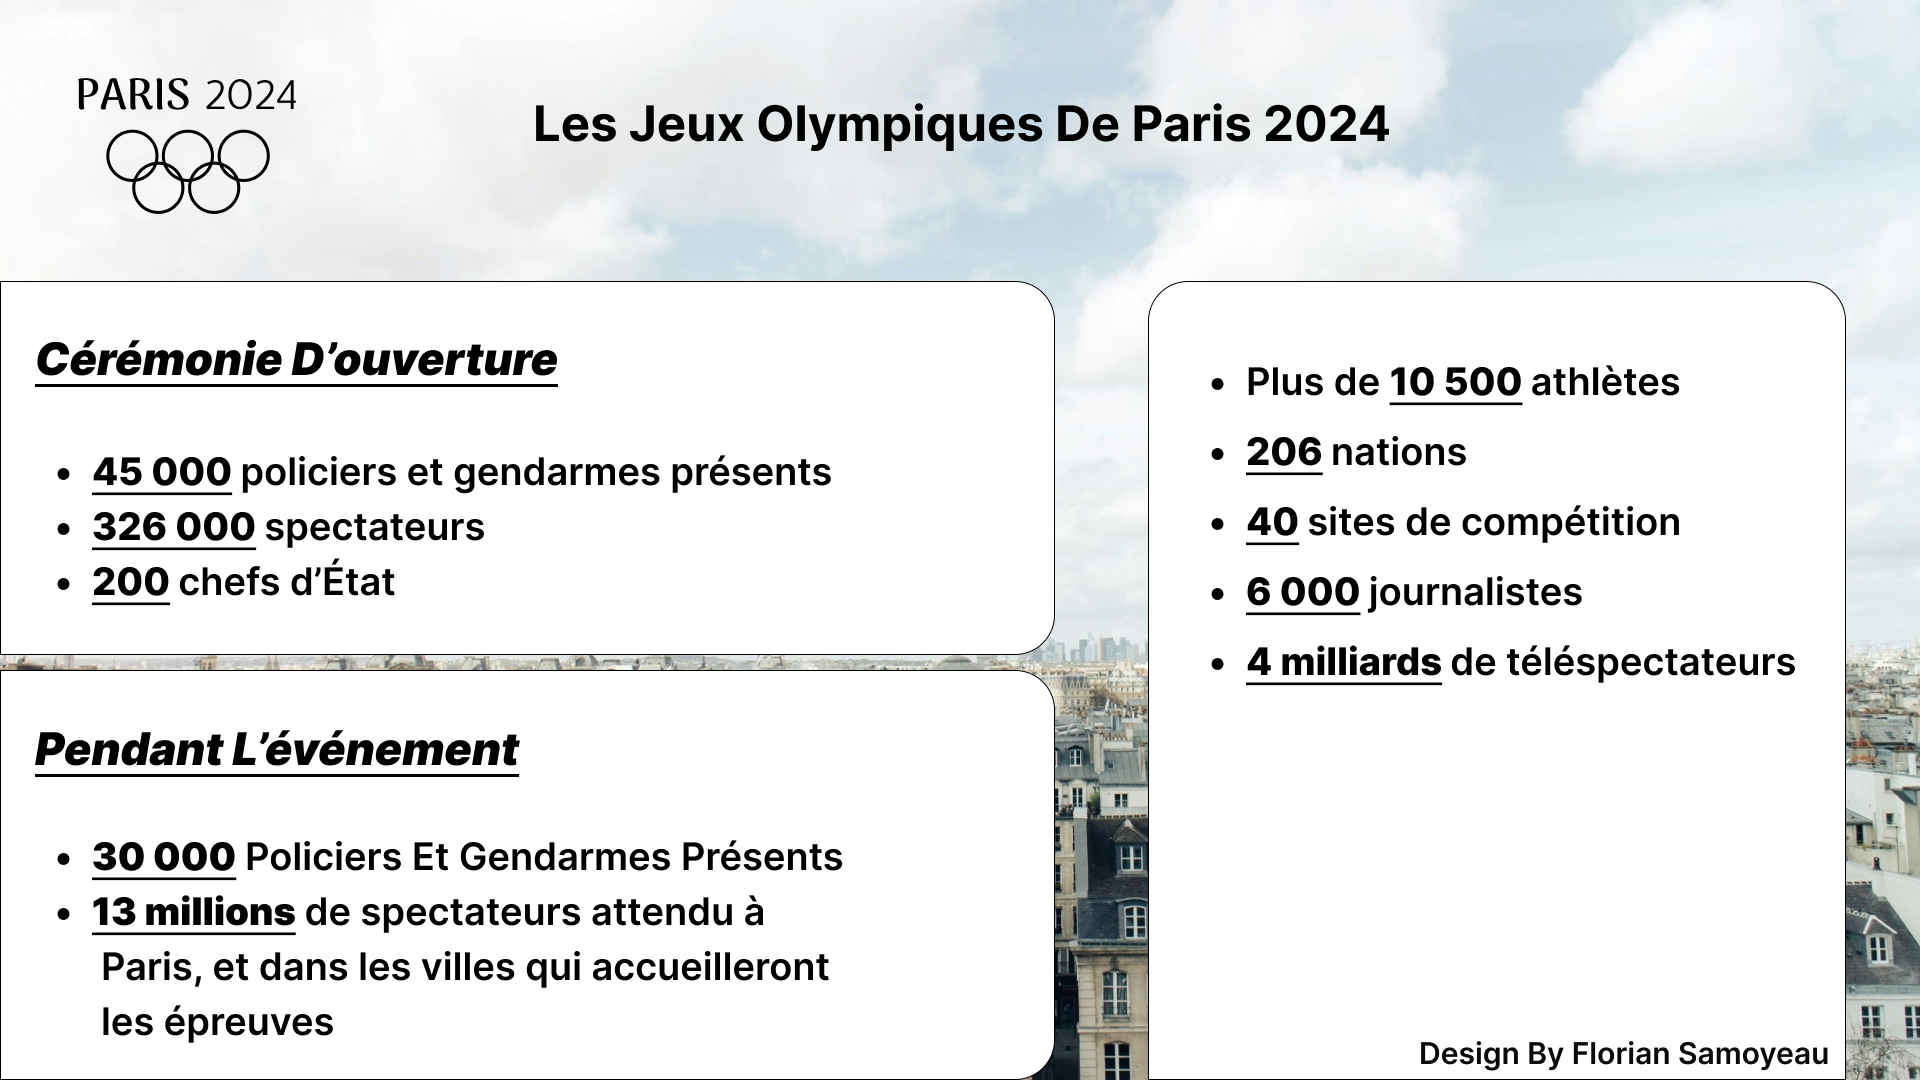 PARIS 2024
Les Jeux Olympiques De Paris 2024
Cérémonie D’ouverture
• 45 000 policiers et gendarmes présents
• 326 000 spectateurs
• 200 chefs d’État
Pendant L’événement
• 30 000 Policiers Et Gendarmes Présents
• 13 millions de spectateurs attendu à
Paris, et dans les villes qui accueilleront
les épreuves
• Plus de 10 500 athlètes
• 206 nations
• 40 sites de compétition
• 6 000 journalistes
• 4 milliards de téléspectateurs
Design By Florian Samoyeau